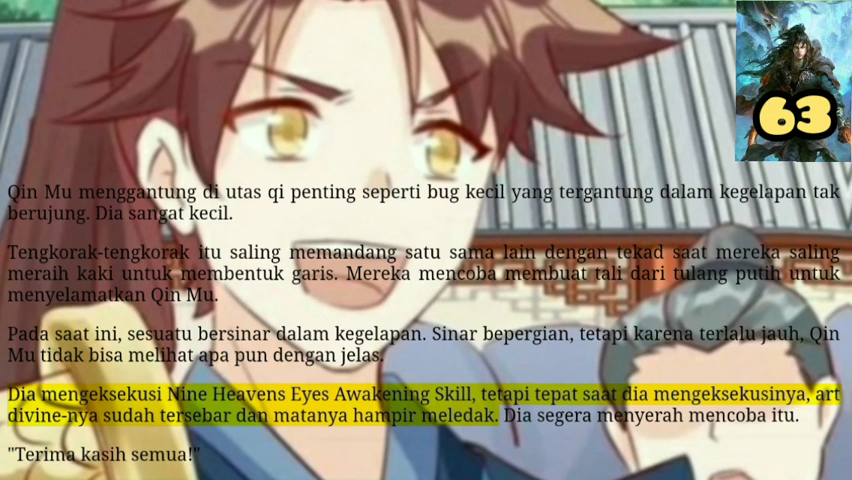 63
Qin Mu menggantung di utas qi penting seperti bug kecil yang tergantung dalam kegelapan tak
berujung. Dia sangat kecil.
Tengkorak-tengkorak itu saling memandang satu sama lain dengan tekad saat mereka saling
meraih kaki untuk membentuk garis. Mereka mencoba membuat tali dari tulang putih untuk
menyelamatkan Qin Mu.
Pada saat ini, sesuatu bersinar dalam kegelapan. Sinar bepergian, tetapi karena terlalu jauh, Qin
Mu tidak bisa melihat apa pun dengan jelas.
Dia mengeksekusi Nine Heavens Eyes Awakening Skill, tetapi tepat saat dia mengeksekusinya, art
divine-nya sudah tersebar dan matanya hampir meledak. Dia segera menyerah mencoba itu.
"Terima kasih semua!"